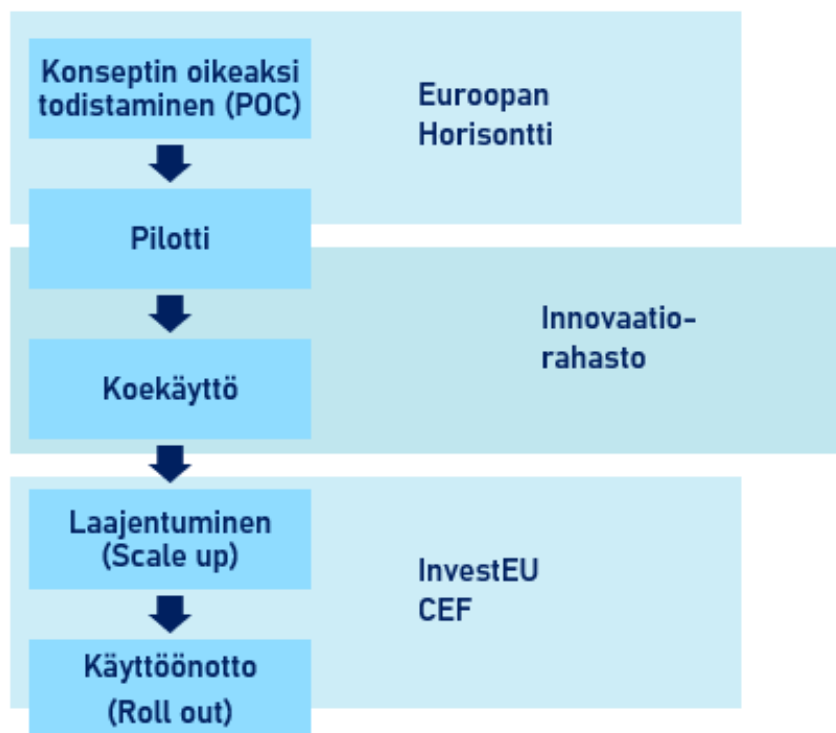 Konseptin oikeaksi
todistaminen (POC)
Euroopan
Horisontti
Pilotti
Innovaatio-
rahasto
Koekäyttö
Laajentuminen
(Scale up)
InvestEU
CEF
Käyttöönotto
(Roll out)